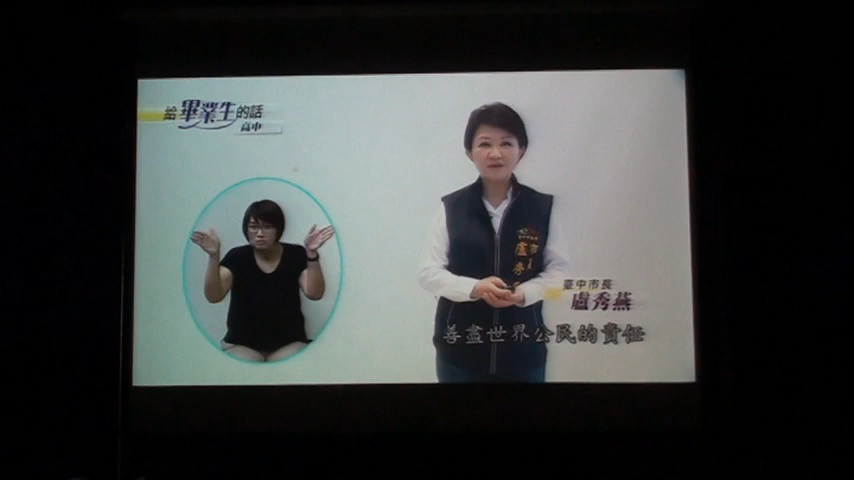 給畢業生的話
高中
臺中市長
盧秀燕
善盡世界公民的責任